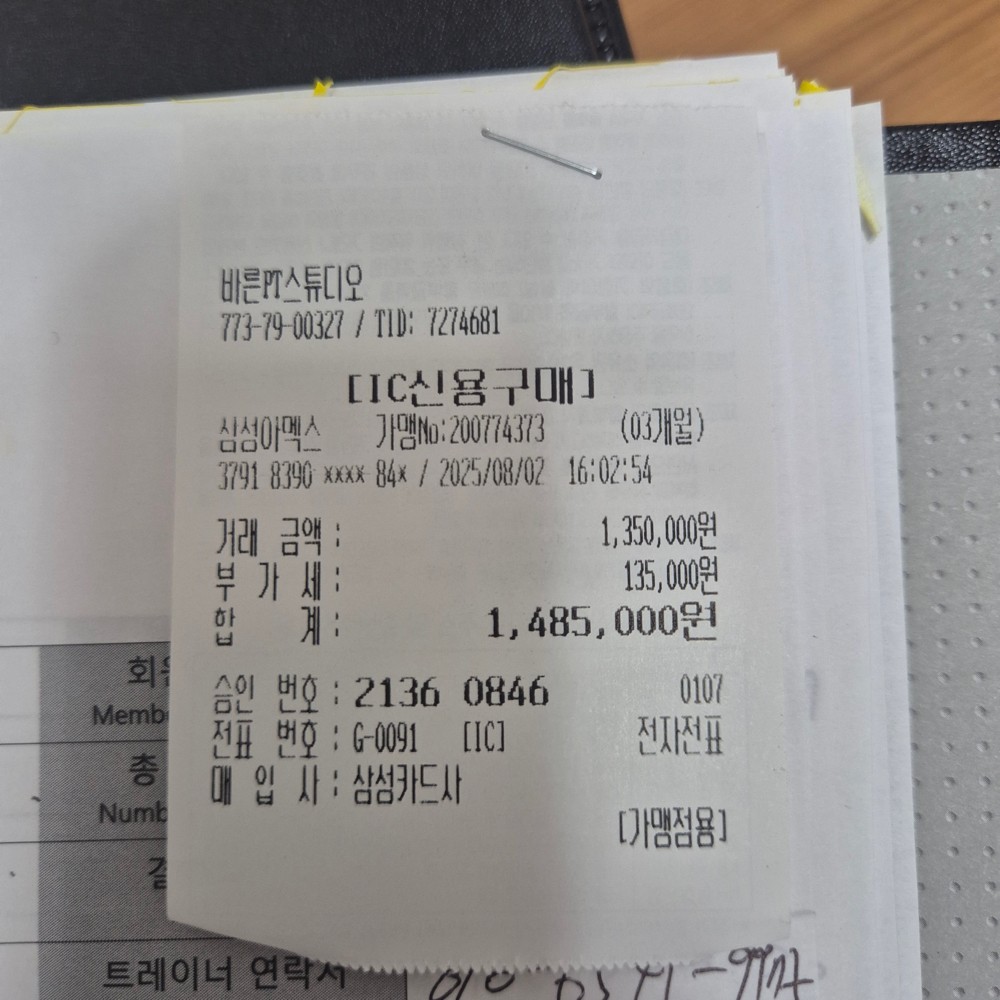 바른PT스튜디오
773-79-00327 / TID: 7274681
[IC신용구매]
삼성아멕스 가맹No:200774373 (03개월)
3791 8390 xxxx 84x / 2025/08/02 16:02:54
거래 금액 : 1,350,000원
부 가 세 : 135,000원
합 계 : 1,485,000원
승인 번호 : 2136 0846 0107
전표 번호 : G-0091 [IC] 전자전표
매 입 사 : 삼성카드사
[가맹점용]
회원
Memb
총
Numb
트레이너 연락처